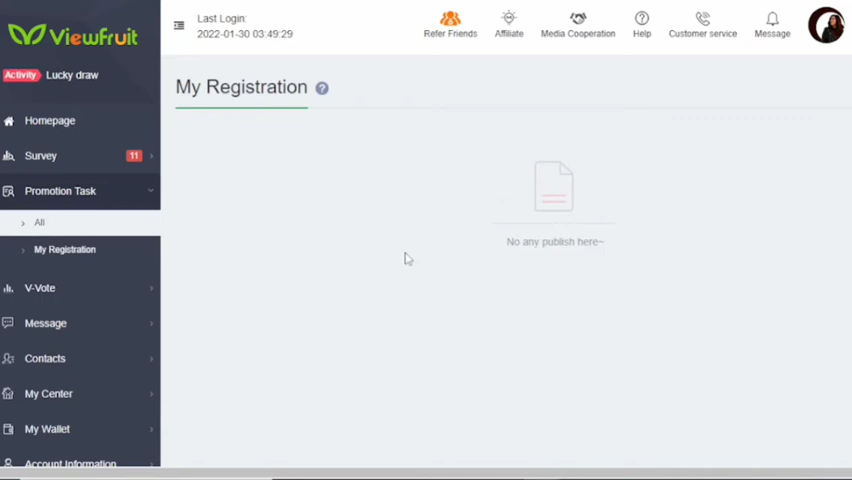 Viewfruit
Last Login:
2022-01-30 03:49:29
Refer Friends
Affiliate
Media Cooperation
Help
Customer service
Message
Activity Lucky draw
My Registration ?
Homepage
Survey 11
Promotion Task
All
My Registration
No any publish here~
V-Vote
Message
Contacts
My Center
My Wallet
Account Information